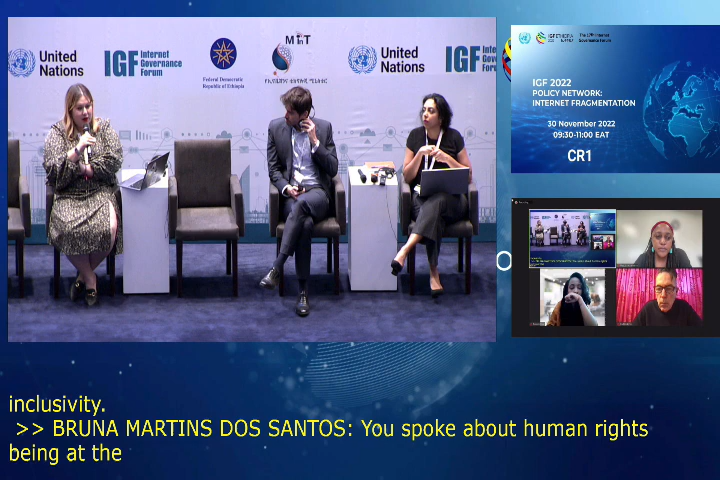 United
Nations
IGF
Internet
Governance
Forum
Federal Democratic
Republic of Ethiopia
United
Nations
IGF
IGF 2022
POLICY NETWORK:
INTERNET FRAGMENTATION
30 November 2022
09:30-11:00 EAT
CR1
inclusivity.
>> BRUNA MARTINS DOS SANTOS: You spoke about human rights
being at the